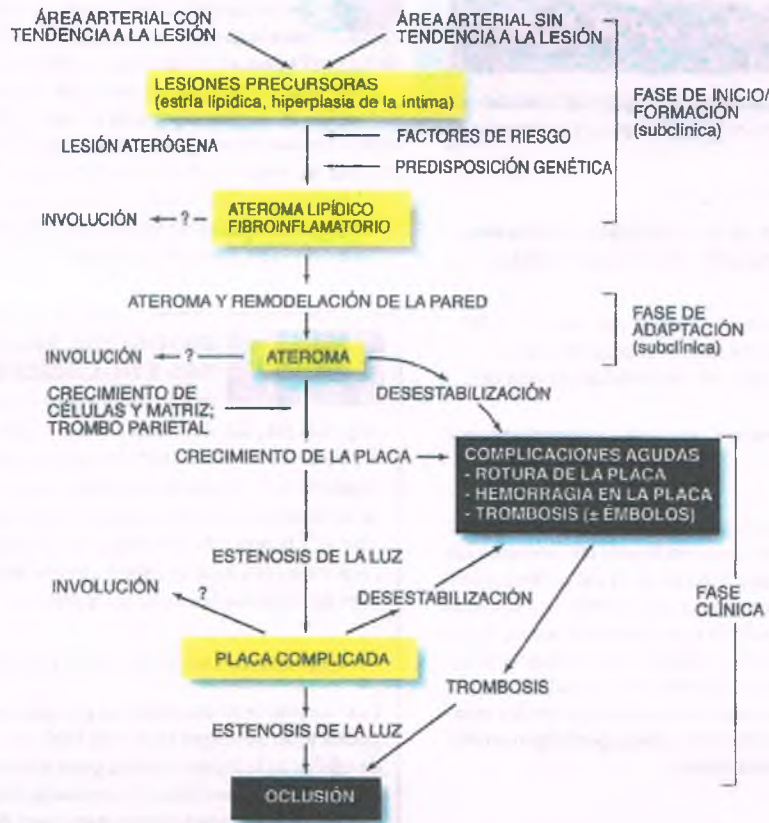 ÁREA ARTERIAL CON
TENDENCIA A LA LESIÓN
ÁREA ARTERIAL SIN
TENDENCIA A LA LESIÓN
LESIONES PRECURSORAS
(estría lipídica, hiperplasia de la íntima)
FASE DE INICIO/
FORMACIÓN
(subclínica)
LESIÓN ATERÓGENA
FACTORES DE RIESGO
PREDISPOSICIÓN GENÉTICA
INVOLUCIÓN
?
ATEROMA LIPÍDICO
FIBROINFLAMATORIO
ATEROMA Y REMODELACIÓN DE LA PARED
FASE DE
ADAPTACIÓN
(subclínica)
INVOLUCIÓN
?
ATEROMA
DESESTABILIZACIÓN
CRECIMIENTO DE
CÉLULAS Y MATRIZ;
TROMBO PARIETAL
CRECIMIENTO DE LA PLACA
COMPLICACIONES AGUDAS
- ROTURA DE LA PLACA
- HEMORRAGIA EN LA PLACA
- TROMBOSIS (± ÉMBOLOS)
ESTENOSIS DE LA LUZ
INVOLUCIÓN
?
DESESTABILIZACIÓN
FASE
CLÍNICA
PLACA COMPLICADA
TROMBOSIS
ESTENOSIS DE LA LUZ
OCLUSIÓN